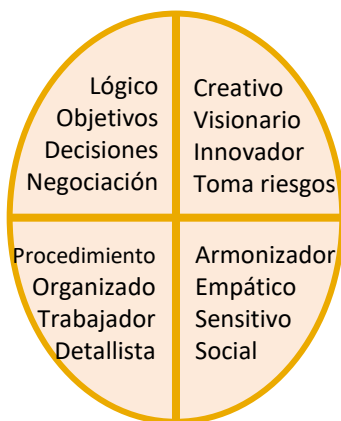 Lógico
Objetivos
Decisiones
Negociación
Creativo
Visionario
Innovador
Toma riesgos
Procedimiento
Organizado
Trabajador
Detallista
Armonizador
Empático
Sensitivo
Social